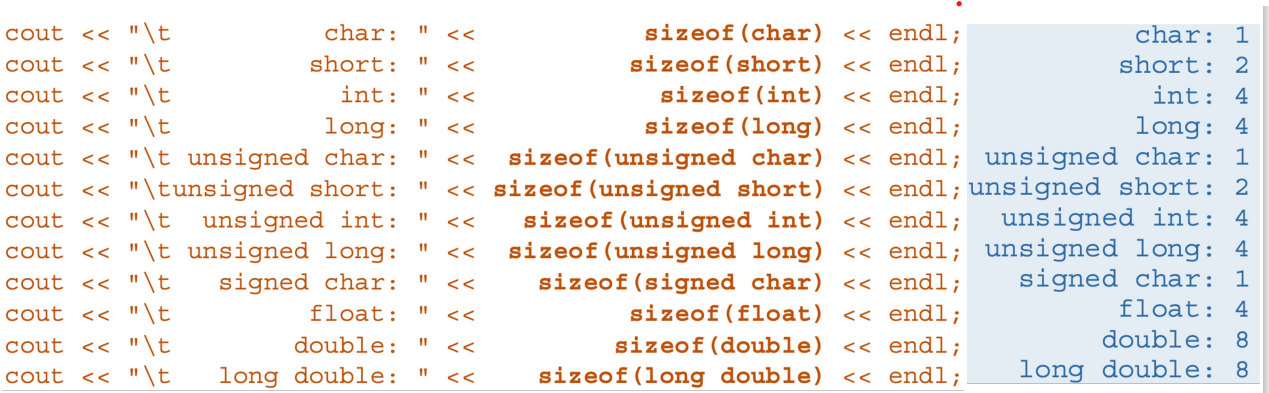 cout << "\t          char: " <<           sizeof(char) << endl;          char: 1
cout << "\t         short: " <<          sizeof(short) << endl;         short: 2
cout << "\t           int: " <<            sizeof(int) << endl;           int: 4
cout << "\t          long: " <<           sizeof(long) << endl;          long: 4
cout << "\t unsigned char: " <<  sizeof(unsigned char) << endl; unsigned char: 1
cout << "\tunsigned short: " << sizeof(unsigned short) << endl;unsigned short: 2
cout << "\t  unsigned int: " <<   sizeof(unsigned int) << endl;  unsigned int: 4
cout << "\t unsigned long: " <<  sizeof(unsigned long) << endl; unsigned long: 4
cout << "\t   signed char: " <<    sizeof(signed char) << endl;   signed char: 1
cout << "\t         float: " <<          sizeof(float) << endl;         float: 4
cout << "\t        double: " <<         sizeof(double) << endl;        double: 8
cout << "\t   long double: " <<    sizeof(long double) << endl;   long double: 8